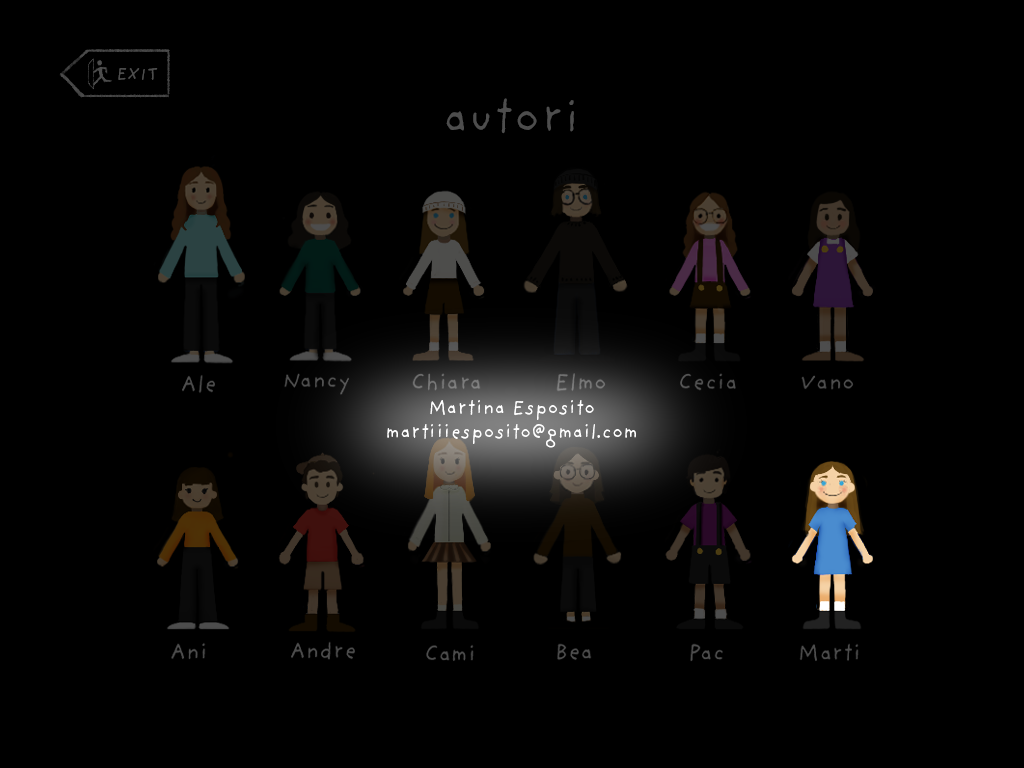 EXIT
autori
Ale Nancy Chiara Elmo Cecia Vano
Martina Esposito
martiiiesposito@gmail.com
Ani Andre Cami Bea Pac Marti